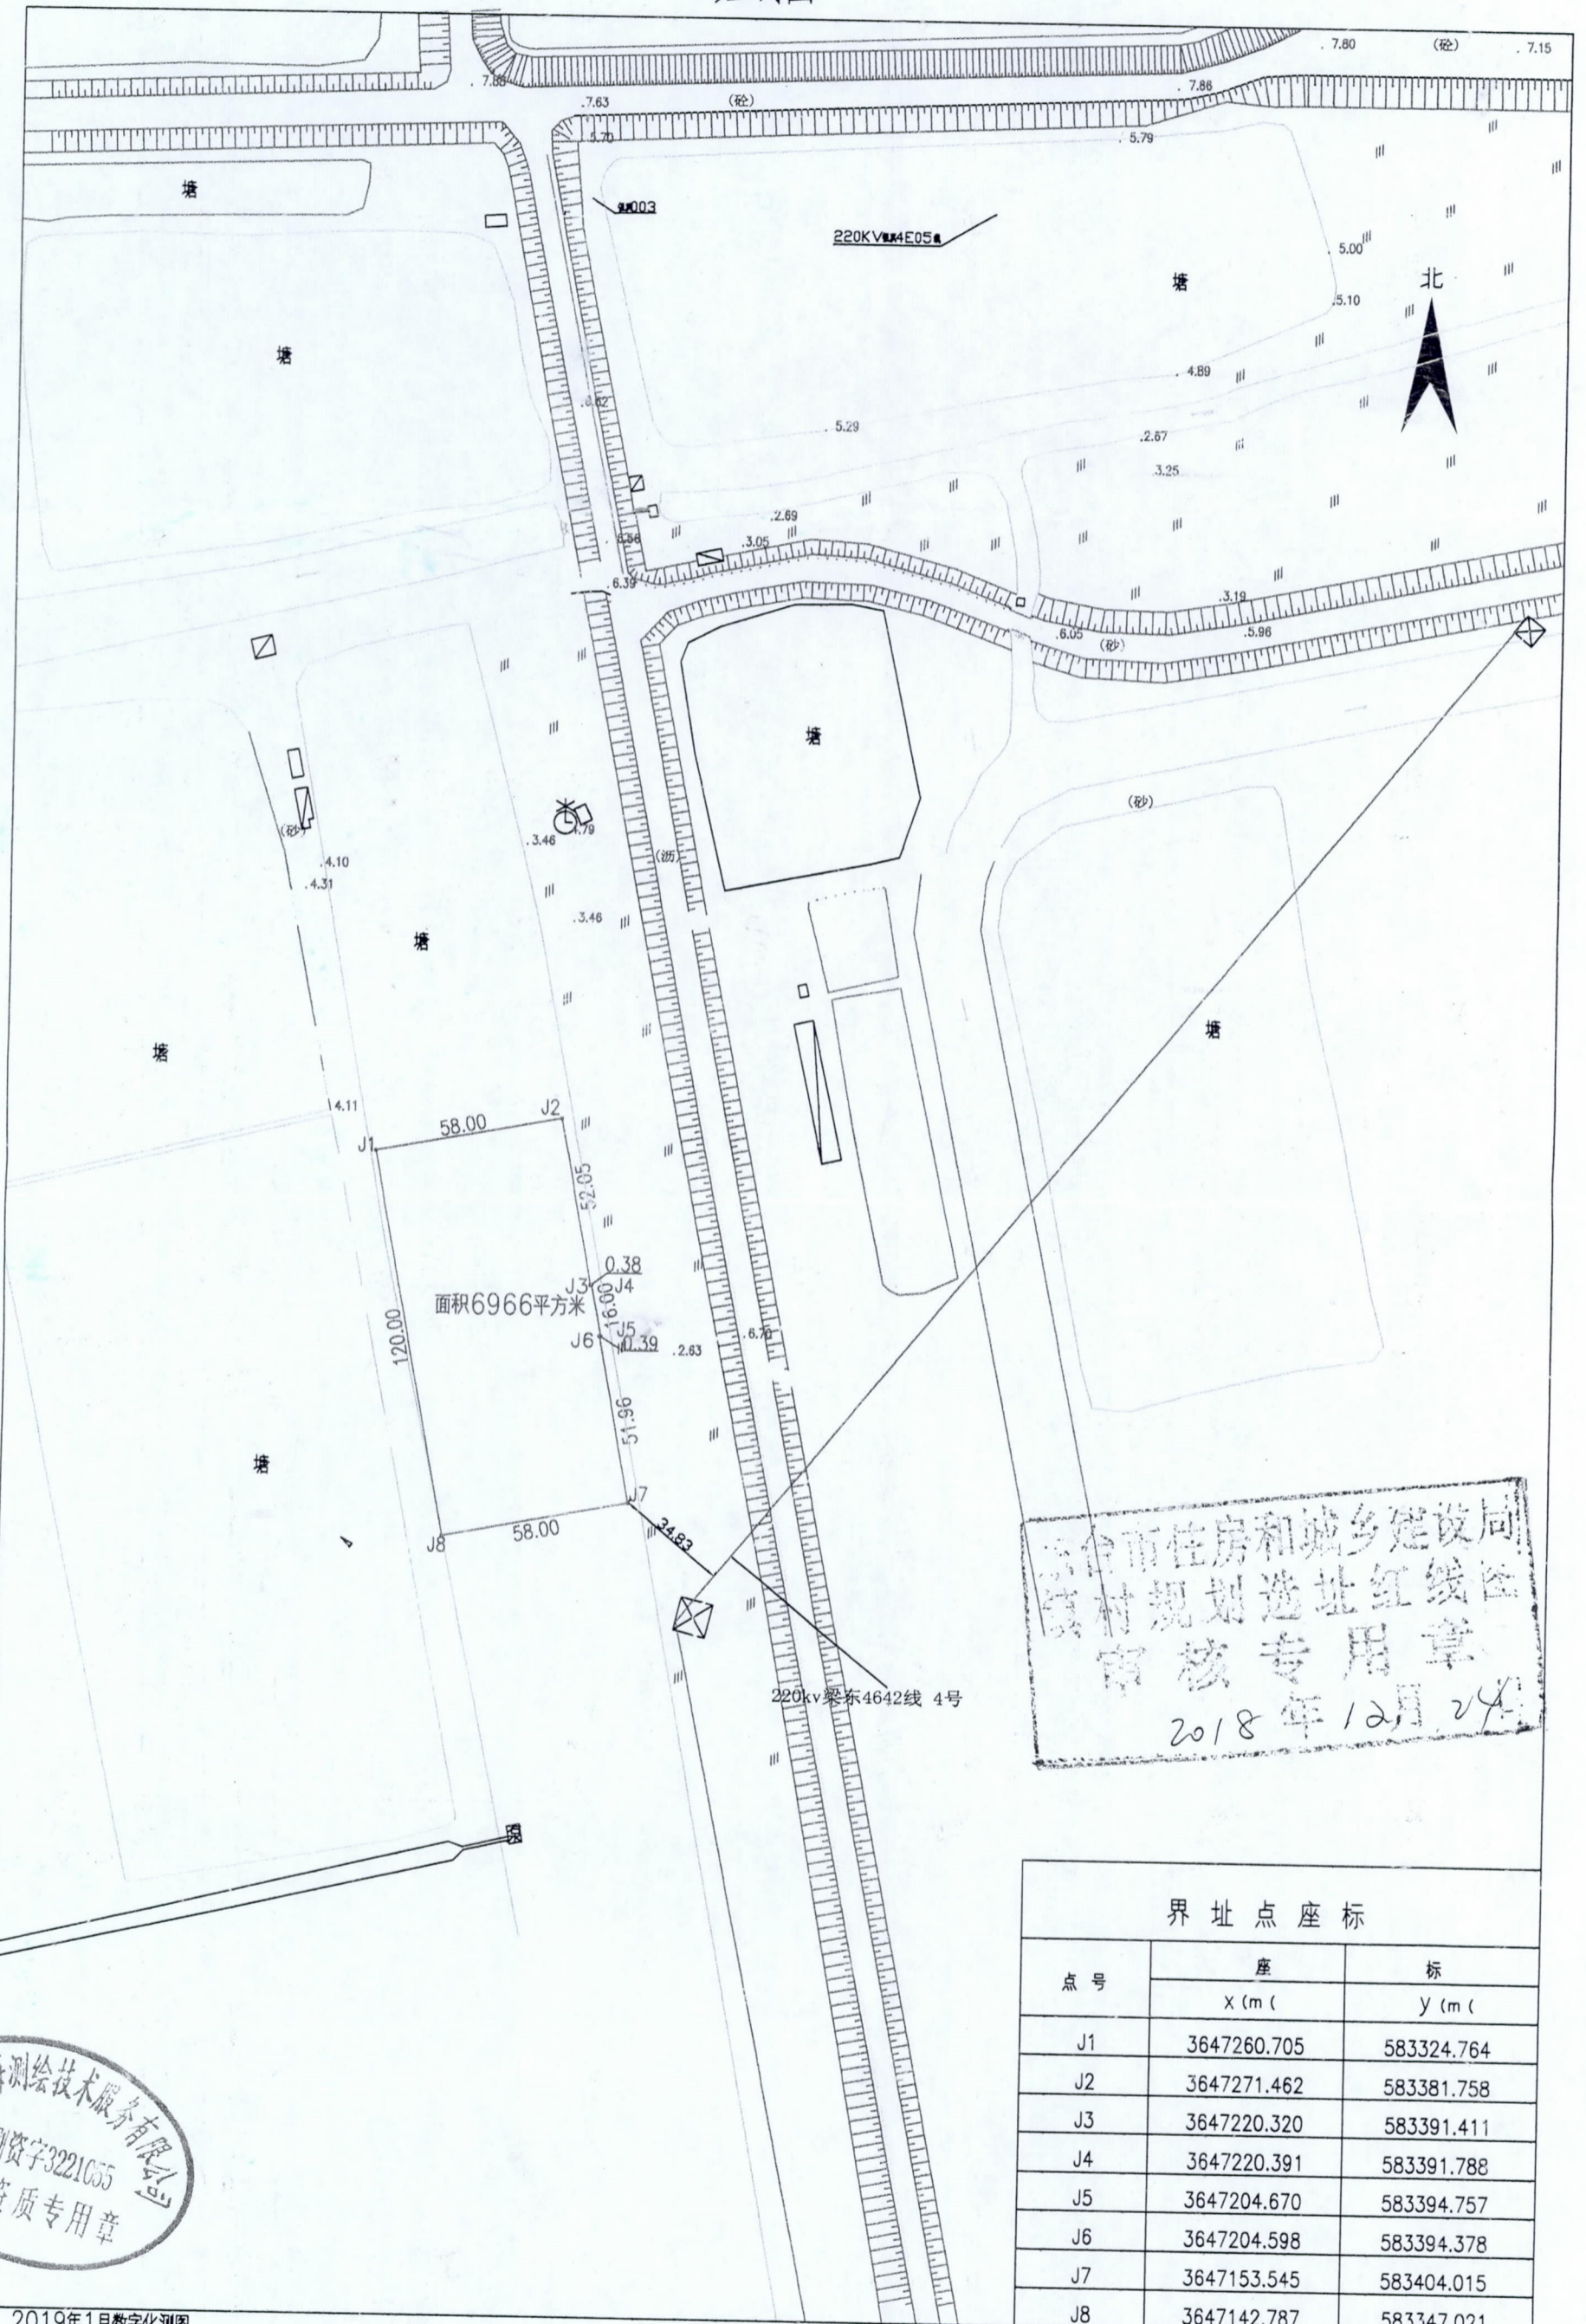 . 7.80
(砼)
. 7.15
. 7.86
.7.63
(砼)
5.70
. 5.79
塘
003
220KV
4E05
塘
. 5.00
北
.5.10
塘
. 4.89
. 5.29
.2.67
.3.25
.2.69
.3.05
.6.39
.3.19
.6.05
.5.96
(砂)
塘
(砂)
(砂)
.3.46
(沥)
.4.10
.4.31
.3.46
塘
塘
塘
4.11
J1
58.00
J2
52.05
0.38
J3
J4
面积6966平方米
16.00
120.00
J5
J6
0.39
.2.63
.6.70
51.96
塘
J7
J8
58.00
34.83
220kv梁东4642线 4号
市住房和城乡建设局
村规划选址红线图
审核专用章
2018年12月24日
界址点座标
点号
座
标
x (m (
y (m (
J1 3647260.705 583324.764
J2 3647271.462 583381.758
J3 3647220.320 583391.411
J4 3647220.391 583391.788
J5 3647204.670 583394.757
J6 3647204.598 583394.378
J7 3647153.545 583404.015
J8 3647142.787 583347.021
测绘技术服务有限公司
资字3221055
质专用章
2019年1月数字化测图